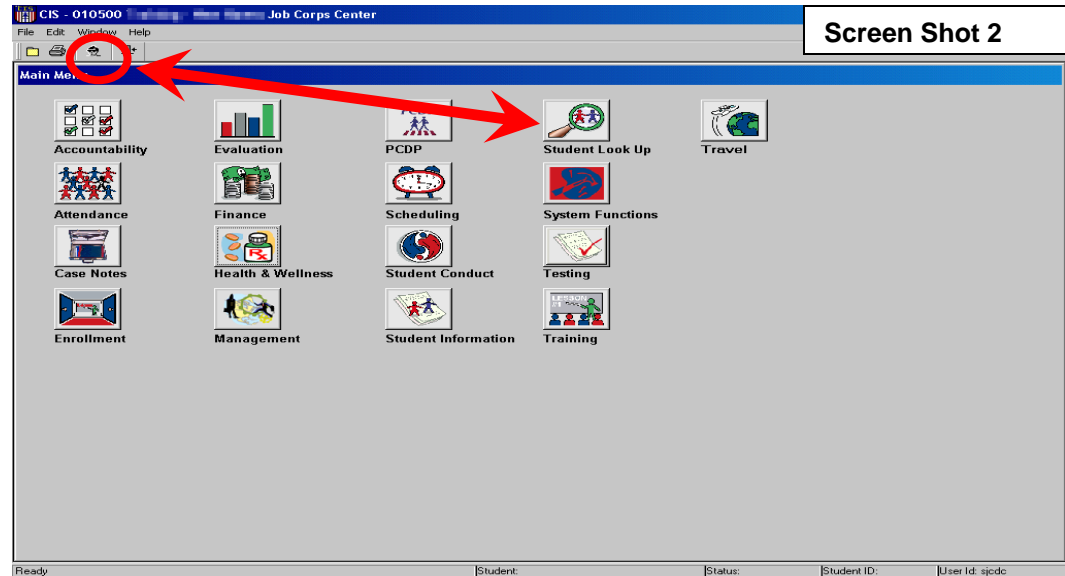 CIS - 010500 Job Corps Center
Screen Shot 2
File Edit Window Help
Main Me
Accountability Evaluation PCDP Student Look Up Travel
Attendance Finance Scheduling System Functions
Case Notes Health & Wellness Student Conduct Testing
Enrollment Management Student Information Training
Ready Student: Status: Student ID: User Id: sjcdc